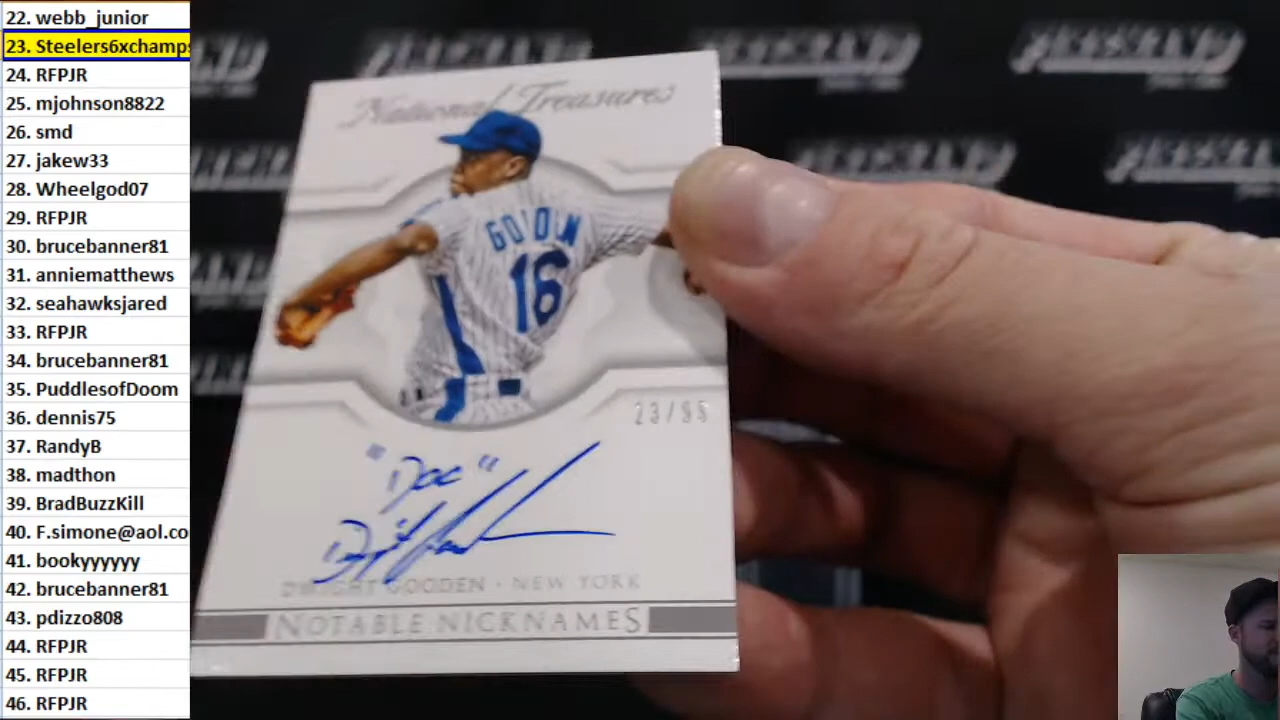 22. webb_junior
23. Steelers6xchamps
24. RFPJR
25. mjohnson8822
26. smd
27. jakew33
28. Wheelgod07
29. RFPJR
30. brucebanner81
31. anniematthews
32. seahawksjared
33. RFPJR
34. brucebanner81
35. PuddlesofDoom
36. dennis75
37. RandyB
38. madthon
39. BradBuzzKill
40. F.simone@aol.co
41. bookyyyyyy
42. brucebanner81
43. pdizzo808
44. RFPJR
45. RFPJR
46. RFPJR
National Treasures
16
23/
"Doc"
DWIGHT GOODEN · NEW YORK
NOTABLE NICKNAMES